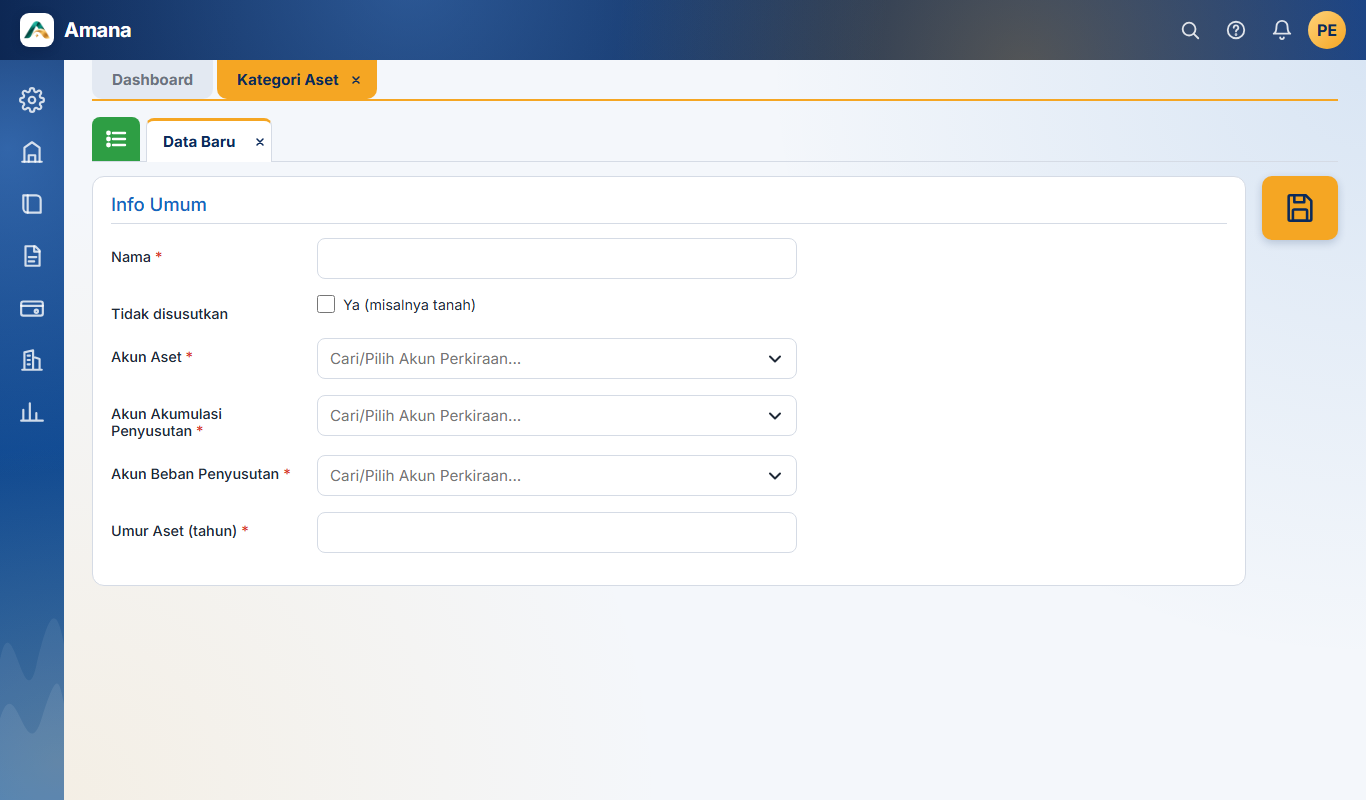 Amana
PE
Dashboard
Kategori Aset ×
Data Baru ×
Info Umum
Nama *
Tidak disusutkan
Ya (misalnya tanah)
Akun Aset *
Cari/Pilih Akun Perkiraan...
Akun Akumulasi
Penyusutan *
Cari/Pilih Akun Perkiraan...
Akun Beban Penyusutan *
Cari/Pilih Akun Perkiraan...
Umur Aset (tahun) *